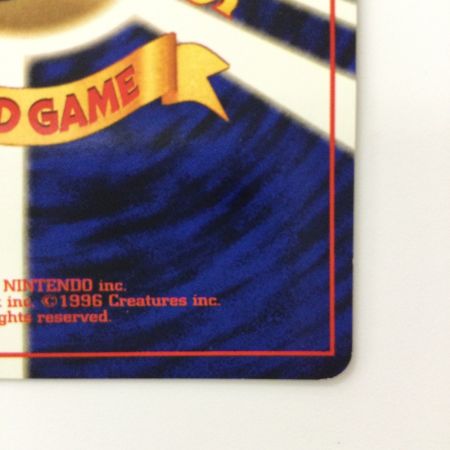 D GAME
NINTENDO inc.
inc. ©1996 Creatures inc.
ghts reserved.